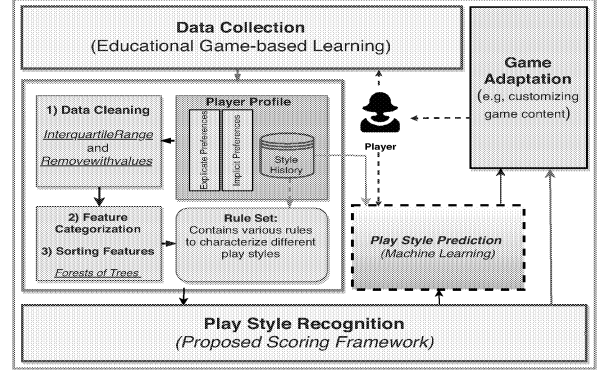 Data Collection
(Educational Game-based Learning)
Game
Adaptation
(e.g, customizing
game content)
1) Data Cleaning
InterquartileRange
and
Removewithvalues
Player Profile
Explicate Preferences
Implicit Preferences
Style
History
Player
2) Feature
Categorization
3) Sorting Features
Forests of Trees
Rule Set:
Contains various rules
to characterize different
play styles
Play Style Prediction
(Machine Learning)
Play Style Recognition
(Proposed Scoring Framework)